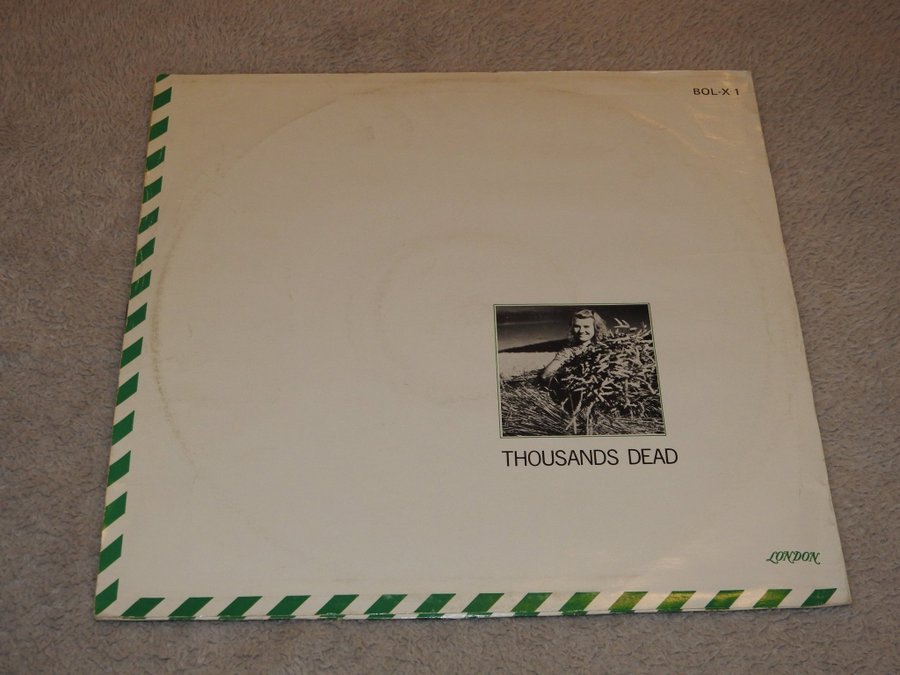 BOL-X 1
THOUSANDS DEAD
LONDON